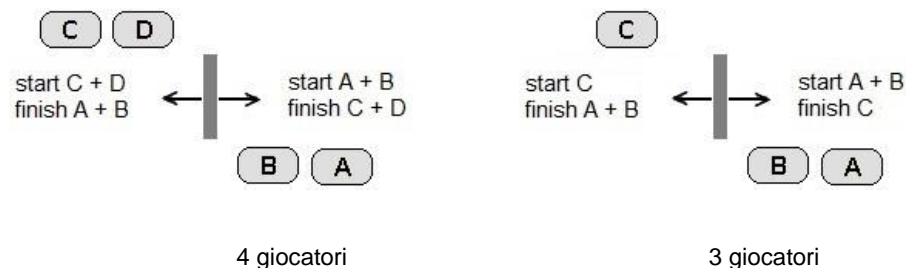 C D
start C + D
finish A + B
start A + B
finish C + D
B A
4 giocatori
C
start C
finish A + B
start A + B
finish C
B A
3 giocatori